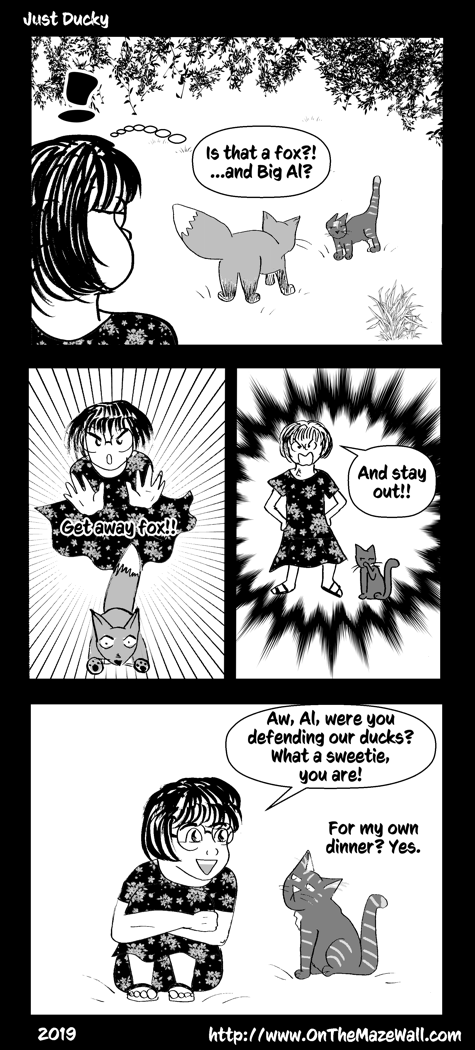 Just Ducky
Is that a fox?!
...and Big Al?
Get away fox!!
And stay
out!!
Aw, Al, were you
defending our ducks?
What a sweetie,
you are!
For my own
dinner? Yes.
2019
http://www.OnTheMazeWall.com